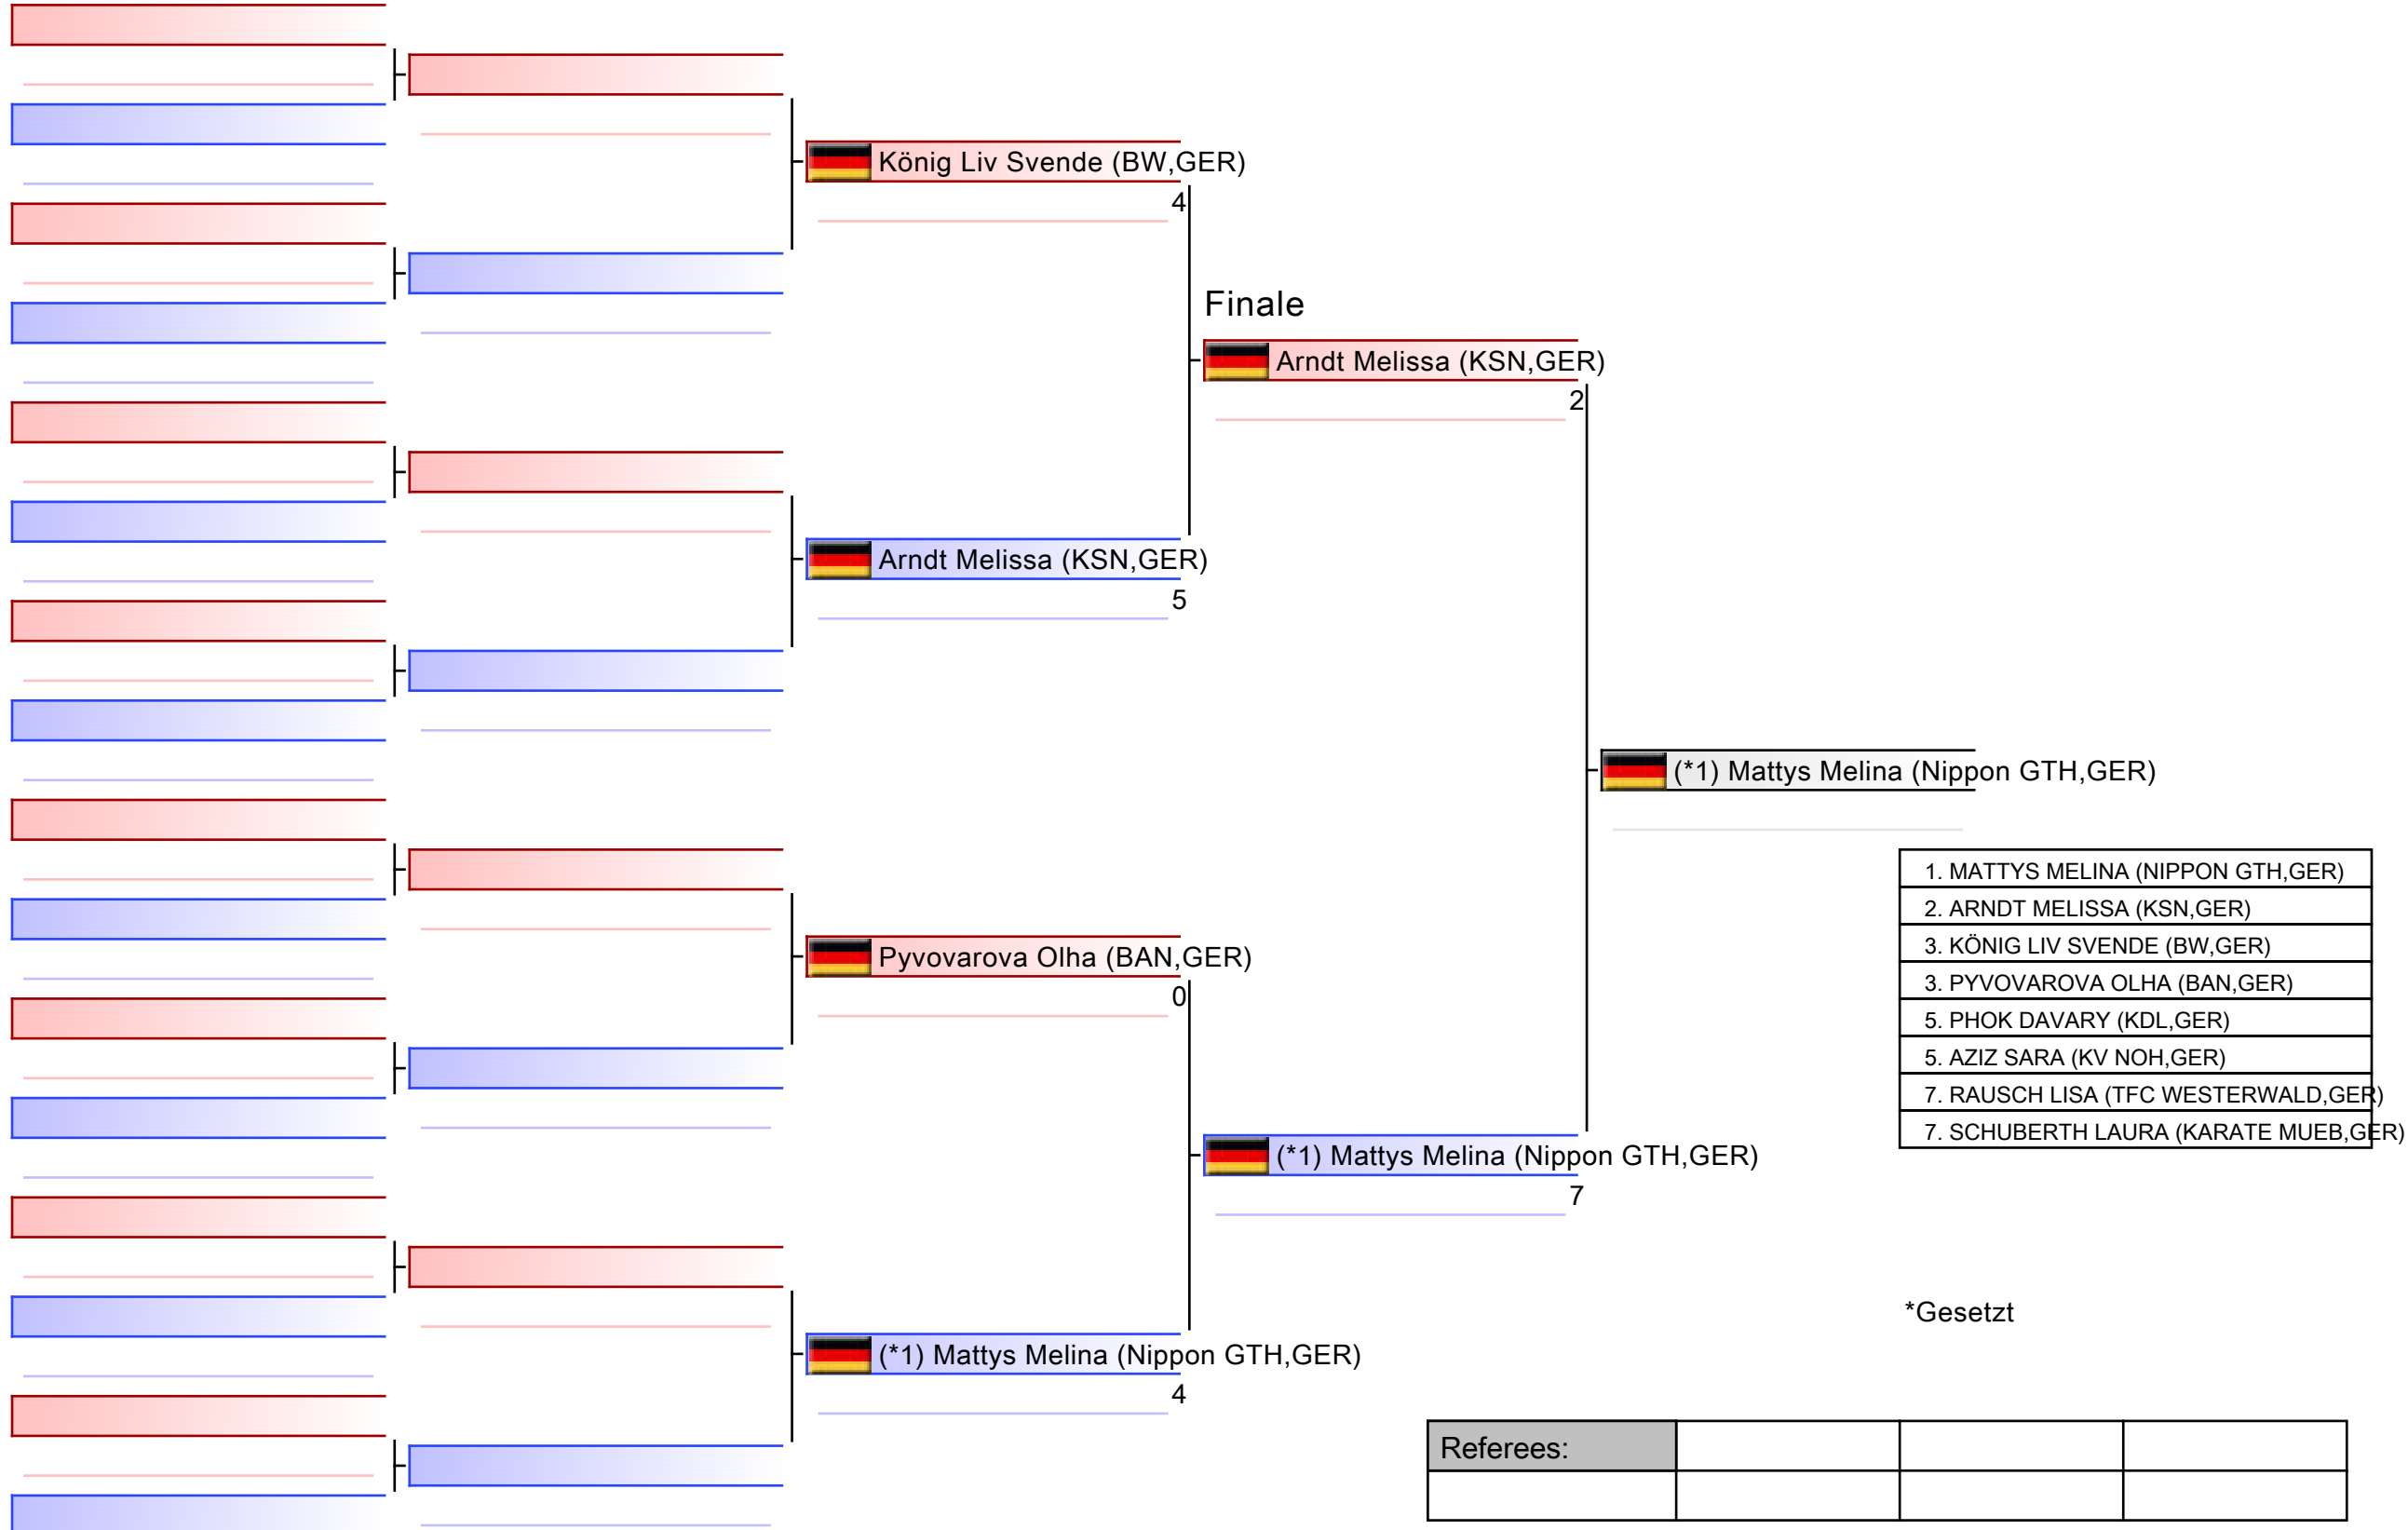 König Liv Svende (BW,GER)
4
Finale
Arndt Melissa (KSN,GER)
2
Arndt Melissa (KSN,GER)
5
(*1) Mattys Melina (Nippon GTH,GER)
1. MATTYS MELINA (NIPPON GTH,GER)
2. ARNDT MELISSA (KSN,GER)
3. KÖNIG LIV SVENDE (BW,GER)
3. PYVOVAROVA OLHA (BAN,GER)
5. PHOK DAVARY (KDL,GER)
5. AZIZ SARA (KV NOH,GER)
7. RAUSCH LISA (TFC WESTERWALD,GER)
7. SCHUBERTH LAURA (KARATE MUEB,GER)
Pyvovarova Olha (BAN,GER)
0
(*1) Mattys Melina (Nippon GTH,GER)
7
*Gesetzt
(*1) Mattys Melina (Nippon GTH,GER)
4
Referees: